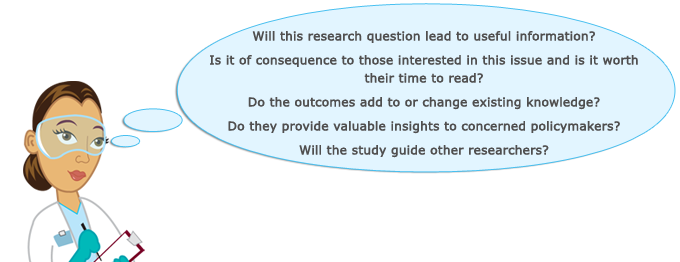 Will this research question lead to useful information?
Is it of consequence to those interested in this issue and is it worth
their time to read?
Do the outcomes add to or change existing knowledge?
Do they provide valuable insights to concerned policymakers?
Will the study guide other researchers?